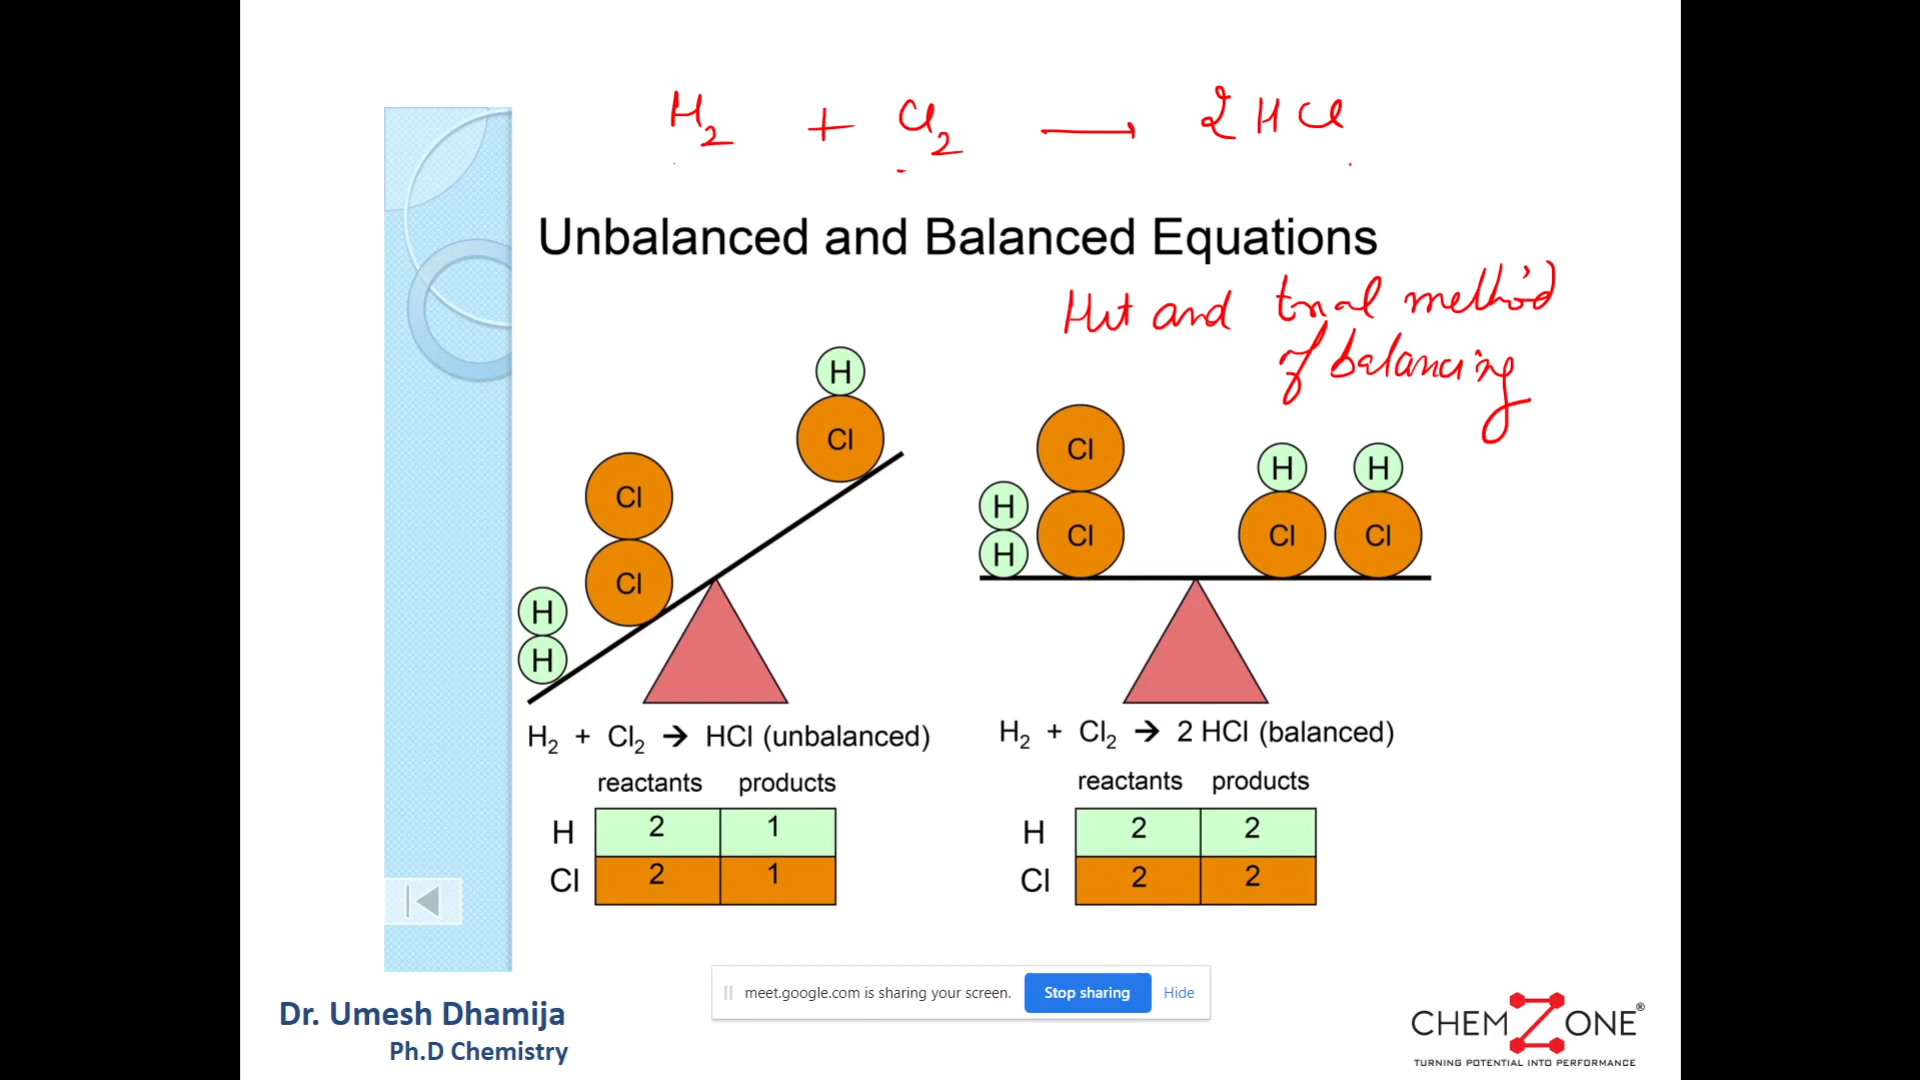 H₂ + Cl₂ → 2HCl
Unbalanced and Balanced Equations
Hit and trial method
of balancing
H
Cl
Cl
Cl
H
H
Cl
Cl
H
H
H
Cl
H
Cl
H₂ + Cl₂ → HCl (unbalanced)
reactants products
H 2 1
Cl 2 1
H₂ + Cl₂ → 2 HCl (balanced)
reactants products
H 2 2
Cl 2 2
meet.google.com is sharing your screen. Stop sharing Hide
Dr. Umesh Dhamija
Ph.D Chemistry
CHEMZONE®
TURNING POTENTIAL INTO PERFORMANCE